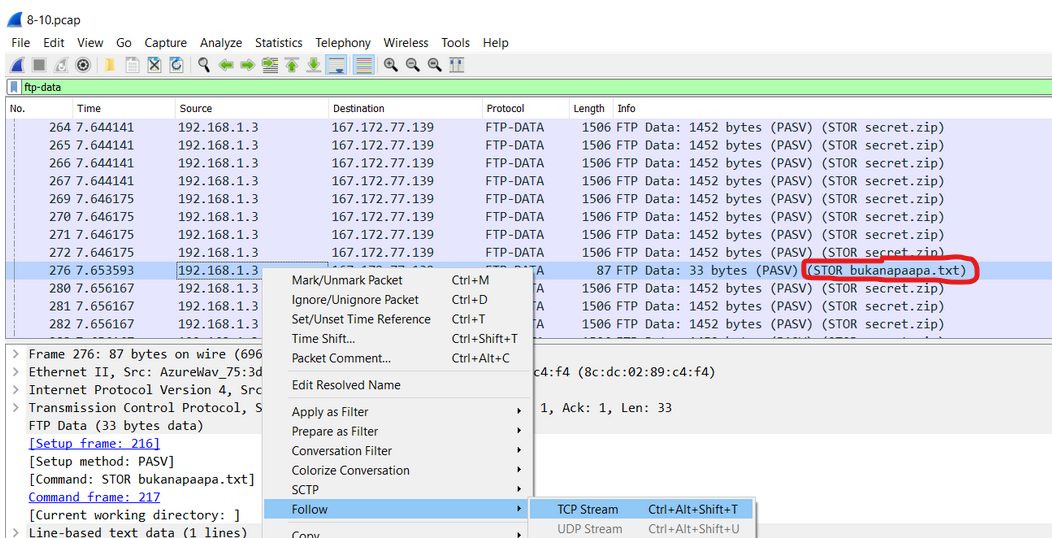 8-10.pcap
File Edit View Go Capture Analyze Statistics Telephony Wireless Tools Help
ftp-data
No. Time Source Destination Protocol Length Info
264 7.644141 192.168.1.3 167.172.77.139 FTP-DATA 1506 FTP Data: 1452 bytes (PASV) (STOR secret.zip)
265 7.644141 192.168.1.3 167.172.77.139 FTP-DATA 1506 FTP Data: 1452 bytes (PASV) (STOR secret.zip)
266 7.644141 192.168.1.3 167.172.77.139 FTP-DATA 1506 FTP Data: 1452 bytes (PASV) (STOR secret.zip)
267 7.644141 192.168.1.3 167.172.77.139 FTP-DATA 1506 FTP Data: 1452 bytes (PASV) (STOR secret.zip)
269 7.646175 192.168.1.3 167.172.77.139 FTP-DATA 1506 FTP Data: 1452 bytes (PASV) (STOR secret.zip)
270 7.646175 192.168.1.3 167.172.77.139 FTP-DATA 1506 FTP Data: 1452 bytes (PASV) (STOR secret.zip)
271 7.646175 192.168.1.3 167.172.77.139 FTP-DATA 1506 FTP Data: 1452 bytes (PASV) (STOR secret.zip)
272 7.646175 192.168.1.3 167.172.77.139 FTP-DATA 1506 FTP Data: 1452 bytes (PASV) (STOR secret.zip)
276 7.653593 192.168.1.3 87 FTP Data: 33 bytes (PASV) (STOR bukanapaapa.txt)
280 7.656167 192.168.1.3 1506 FTP Data: 1452 bytes (PASV) (STOR secret.zip)
281 7.656167 192.168.1.3 1506 FTP Data: 1452 bytes (PASV) (STOR secret.zip)
282 7.656167 192.168.1.3 1506 FTP Data: 1452 bytes (PASV) (STOR secret.zip)
Mark/Unmark Packet Ctrl+M
Ignore/Unignore Packet Ctrl+D
Set/Unset Time Reference Ctrl+T
Time Shift... Ctrl+Shift+T
Packet Comment... Ctrl+Alt+C
Edit Resolved Name
Apply as Filter
Prepare as Filter
Conversation Filter
Colorize Conversation
SCTP
Follow
Copy
TCP Stream Ctrl+Alt+Shift+T
UDP Stream Ctrl+Alt+Shift+U
Frame 276: 87 bytes on wire (696
Ethernet II, Src: AzureWav_75:3d c4:f4 (8c:dc:02:89:c4:f4)
Internet Protocol Version 4, Src
Transmission Control Protocol, S 1, Ack: 1, Len: 33
FTP Data (33 bytes data)
[Setup frame: 216]
[Setup method: PASV]
[Command: STOR bukanapaapa.txt]
Command frame: 217
[Current working directory: ]
Line-based text data (1 lines)